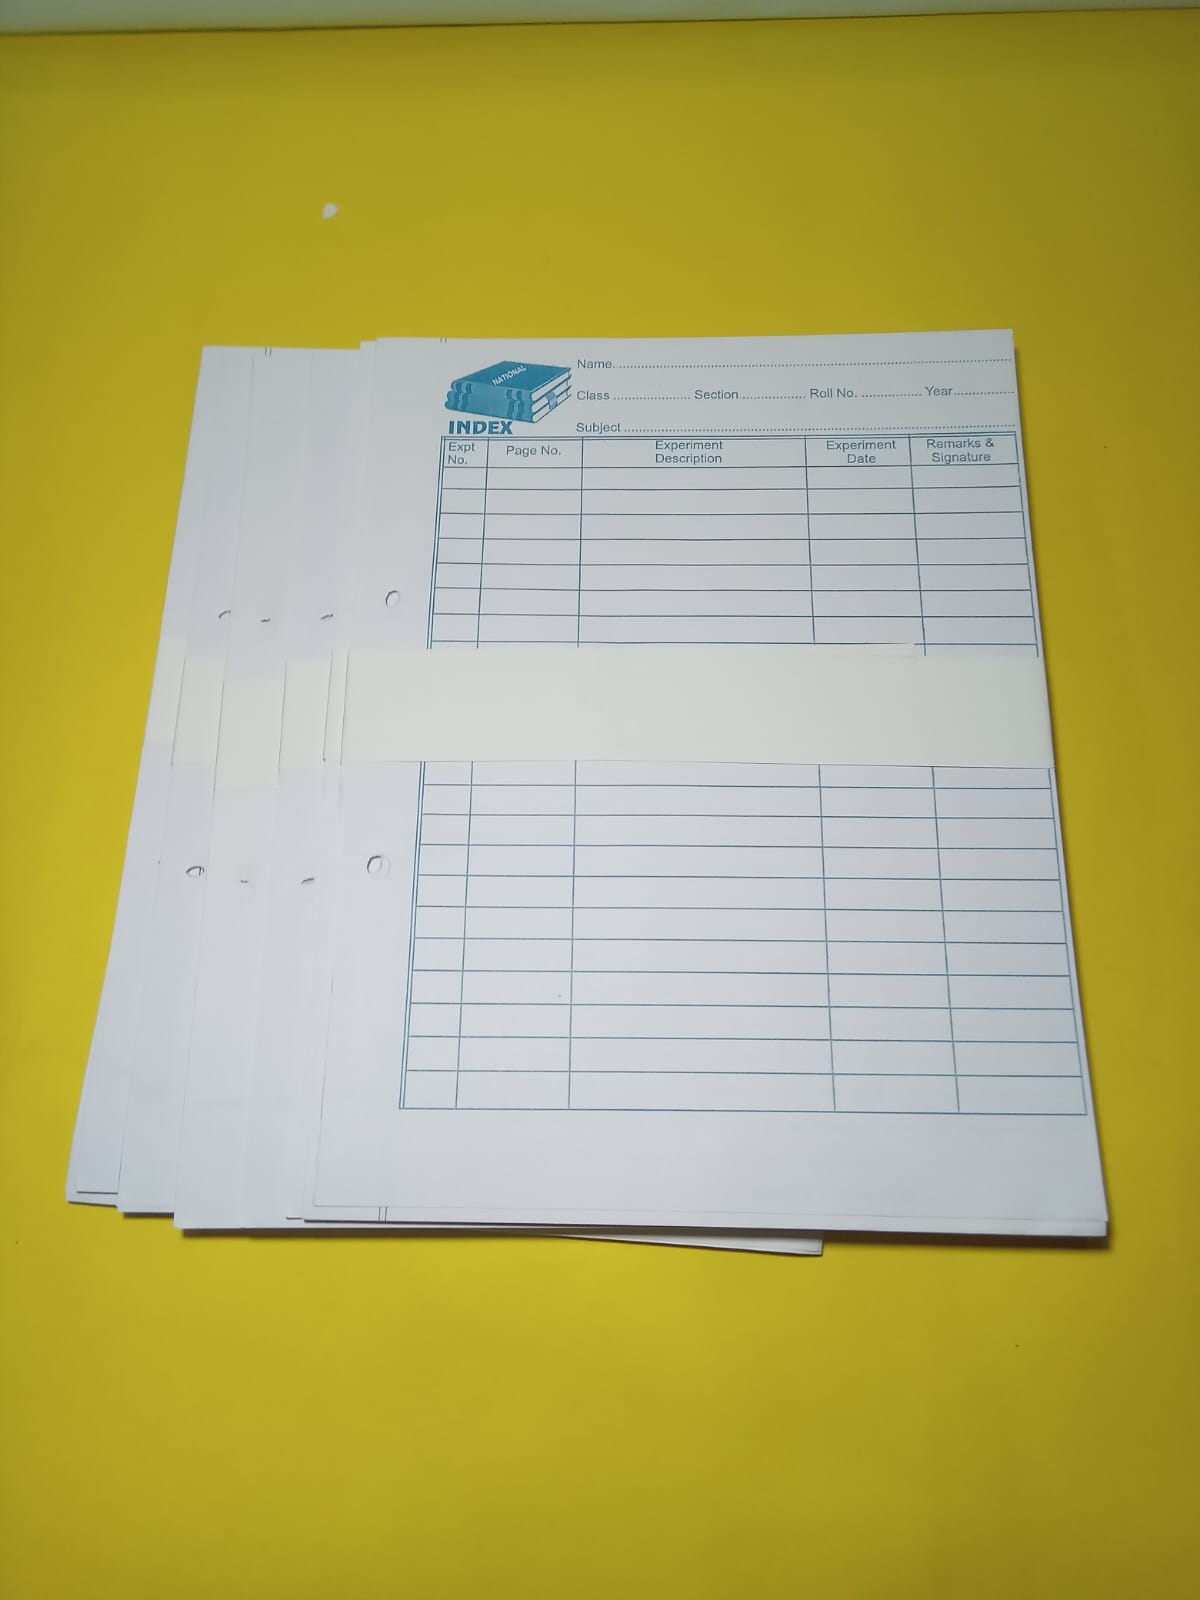 NATIONAL
INDEX
Name..............................................................................
Class ..................... Section ................. Roll No. ................ Year................
Subject ..............................................................................
Expt No. Page No. Experiment Description Experiment Date Remarks & Signature